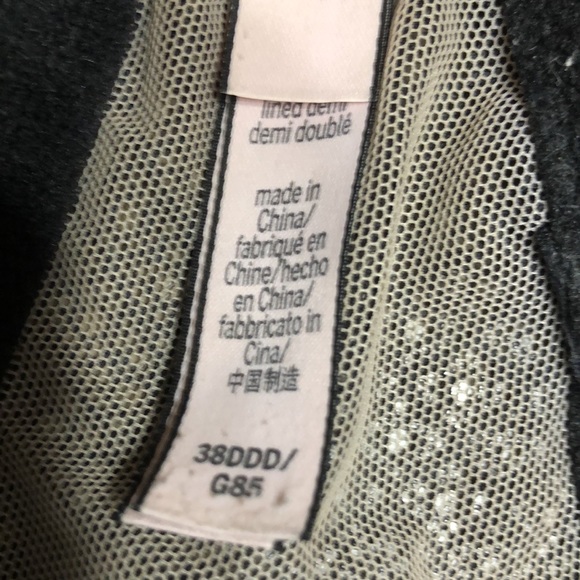 lined demi
demi doublé
made in
China/
fabriqué en
Chine/hecho
en China/
fabbricato in
Cina/
中国制造
38DDD/
G85